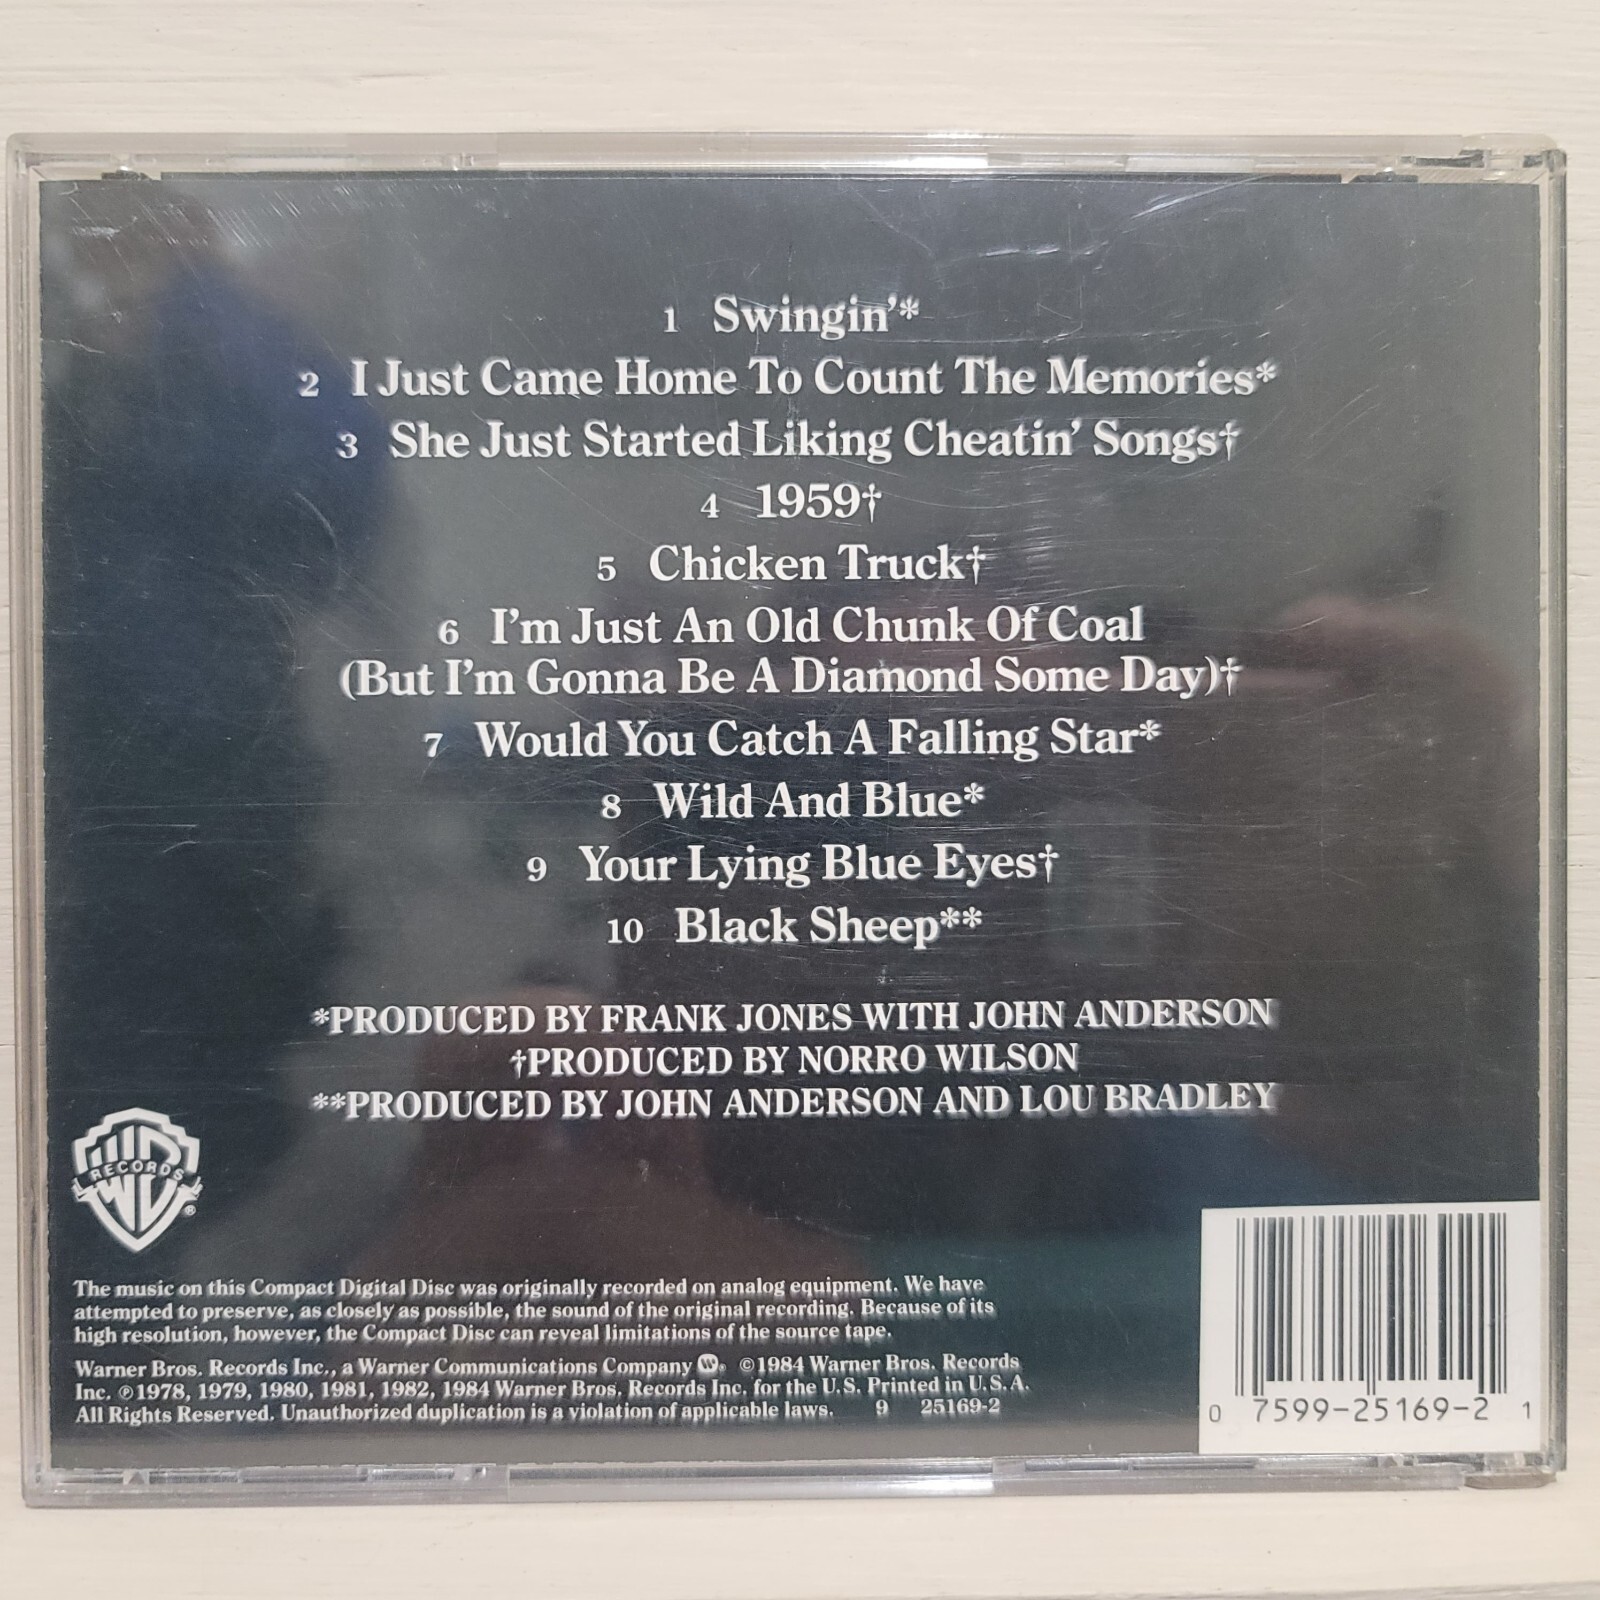 1 Swingin'*
2 I Just Came Home To Count The Memories*
3 She Just Started Liking Cheatin' Songs†
4 1959†
5 Chicken Truck†
6 I'm Just An Old Chunk Of Coal
(But I'm Gonna Be A Diamond Some Day)†
7 Would You Catch A Falling Star*
8 Wild And Blue*
9 Your Lying Blue Eyes†
10 Black Sheep**
*PRODUCED BY FRANK JONES WITH JOHN ANDERSON
†PRODUCED BY NORRO WILSON
**PRODUCED BY JOHN ANDERSON AND LOU BRADLEY
RECORDS
®
The music on this Compact Digital Disc was originally recorded on analog equipment. We have
attempted to preserve, as closely as possible, the sound of the original recording. Because of its
high resolution, however, the Compact Disc can reveal limitations of the source tape.
Warner Bros. Records Inc., a Warner Communications Company W® ©1984 Warner Bros. Records
Inc. ℗1978, 1979, 1980, 1981, 1982, 1984 Warner Bros. Records Inc. for the U.S. Printed in U.S.A.
All Rights Reserved. Unauthorized duplication is a violation of applicable laws. 9 25169-2
0 7599-25169-2 1